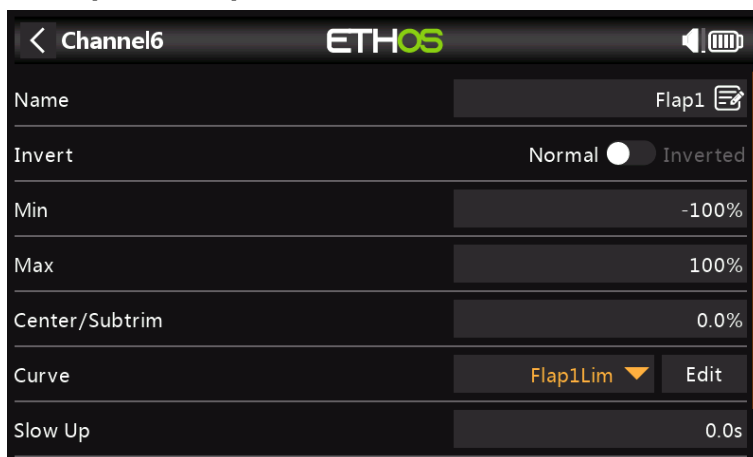 Channel6 ETHOS
Name Flap1
Invert Normal Inverted
Min -100%
Max 100%
Center/Subtrim 0.0%
Curve Flap1Lim Edit
Slow Up 0.0s